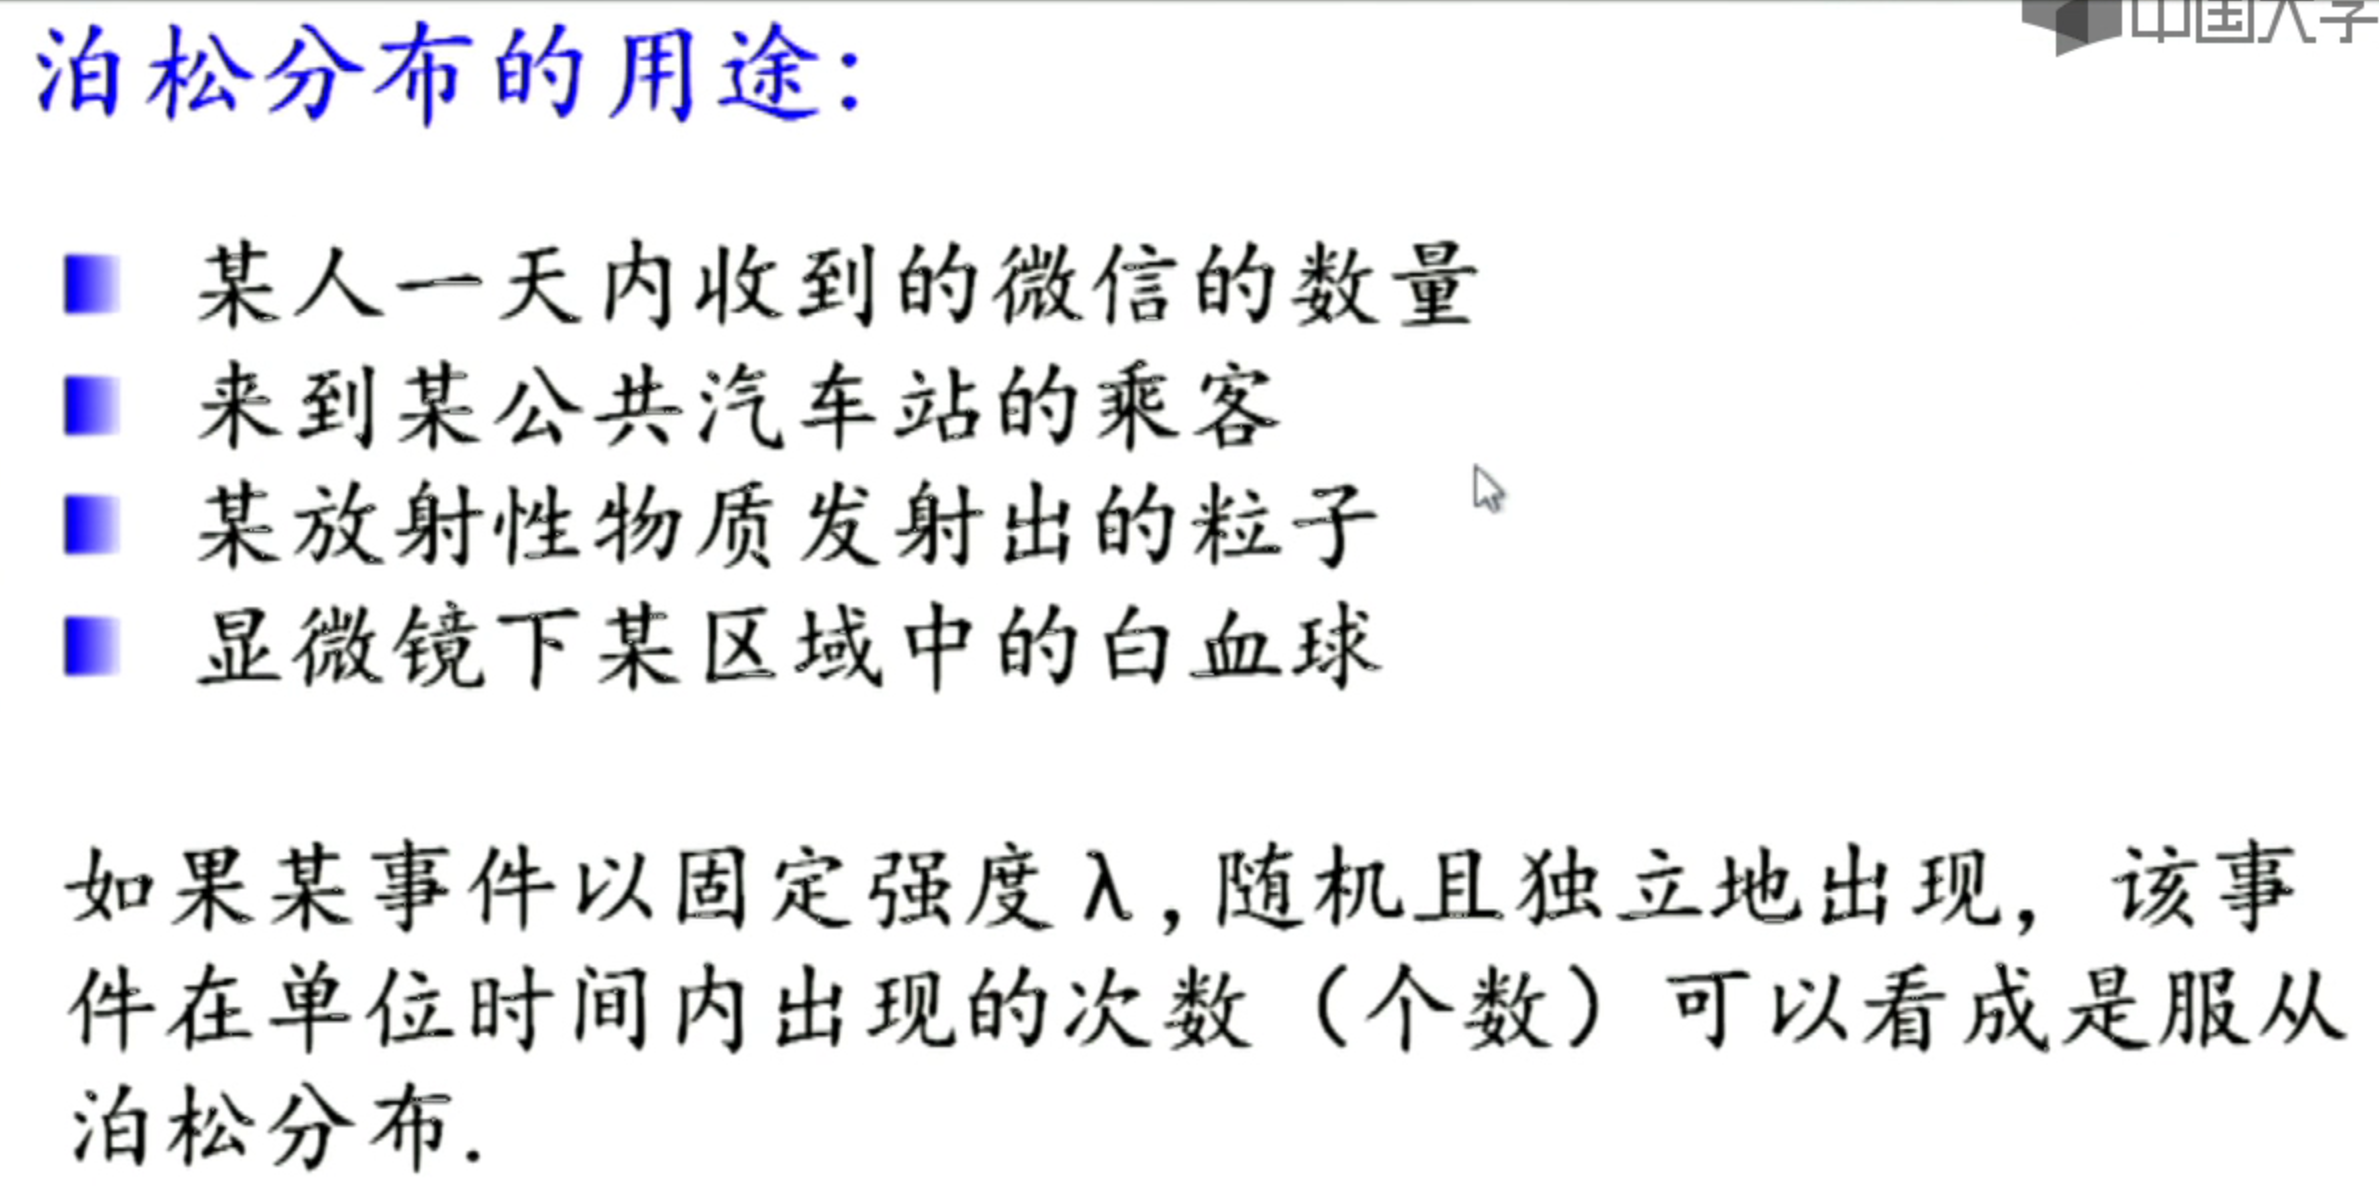 中国大学
泊松分布的用途：
某人一天内收到的微信的数量
来到某公共汽车站的乘客
某放射性物质发射出的粒子
显微镜下某区域中的白血球
如果某事件以固定强度λ,随机且独立地出现，该事
件在单位时间内出现的次数（个数）可以看成是服从
泊松分布.